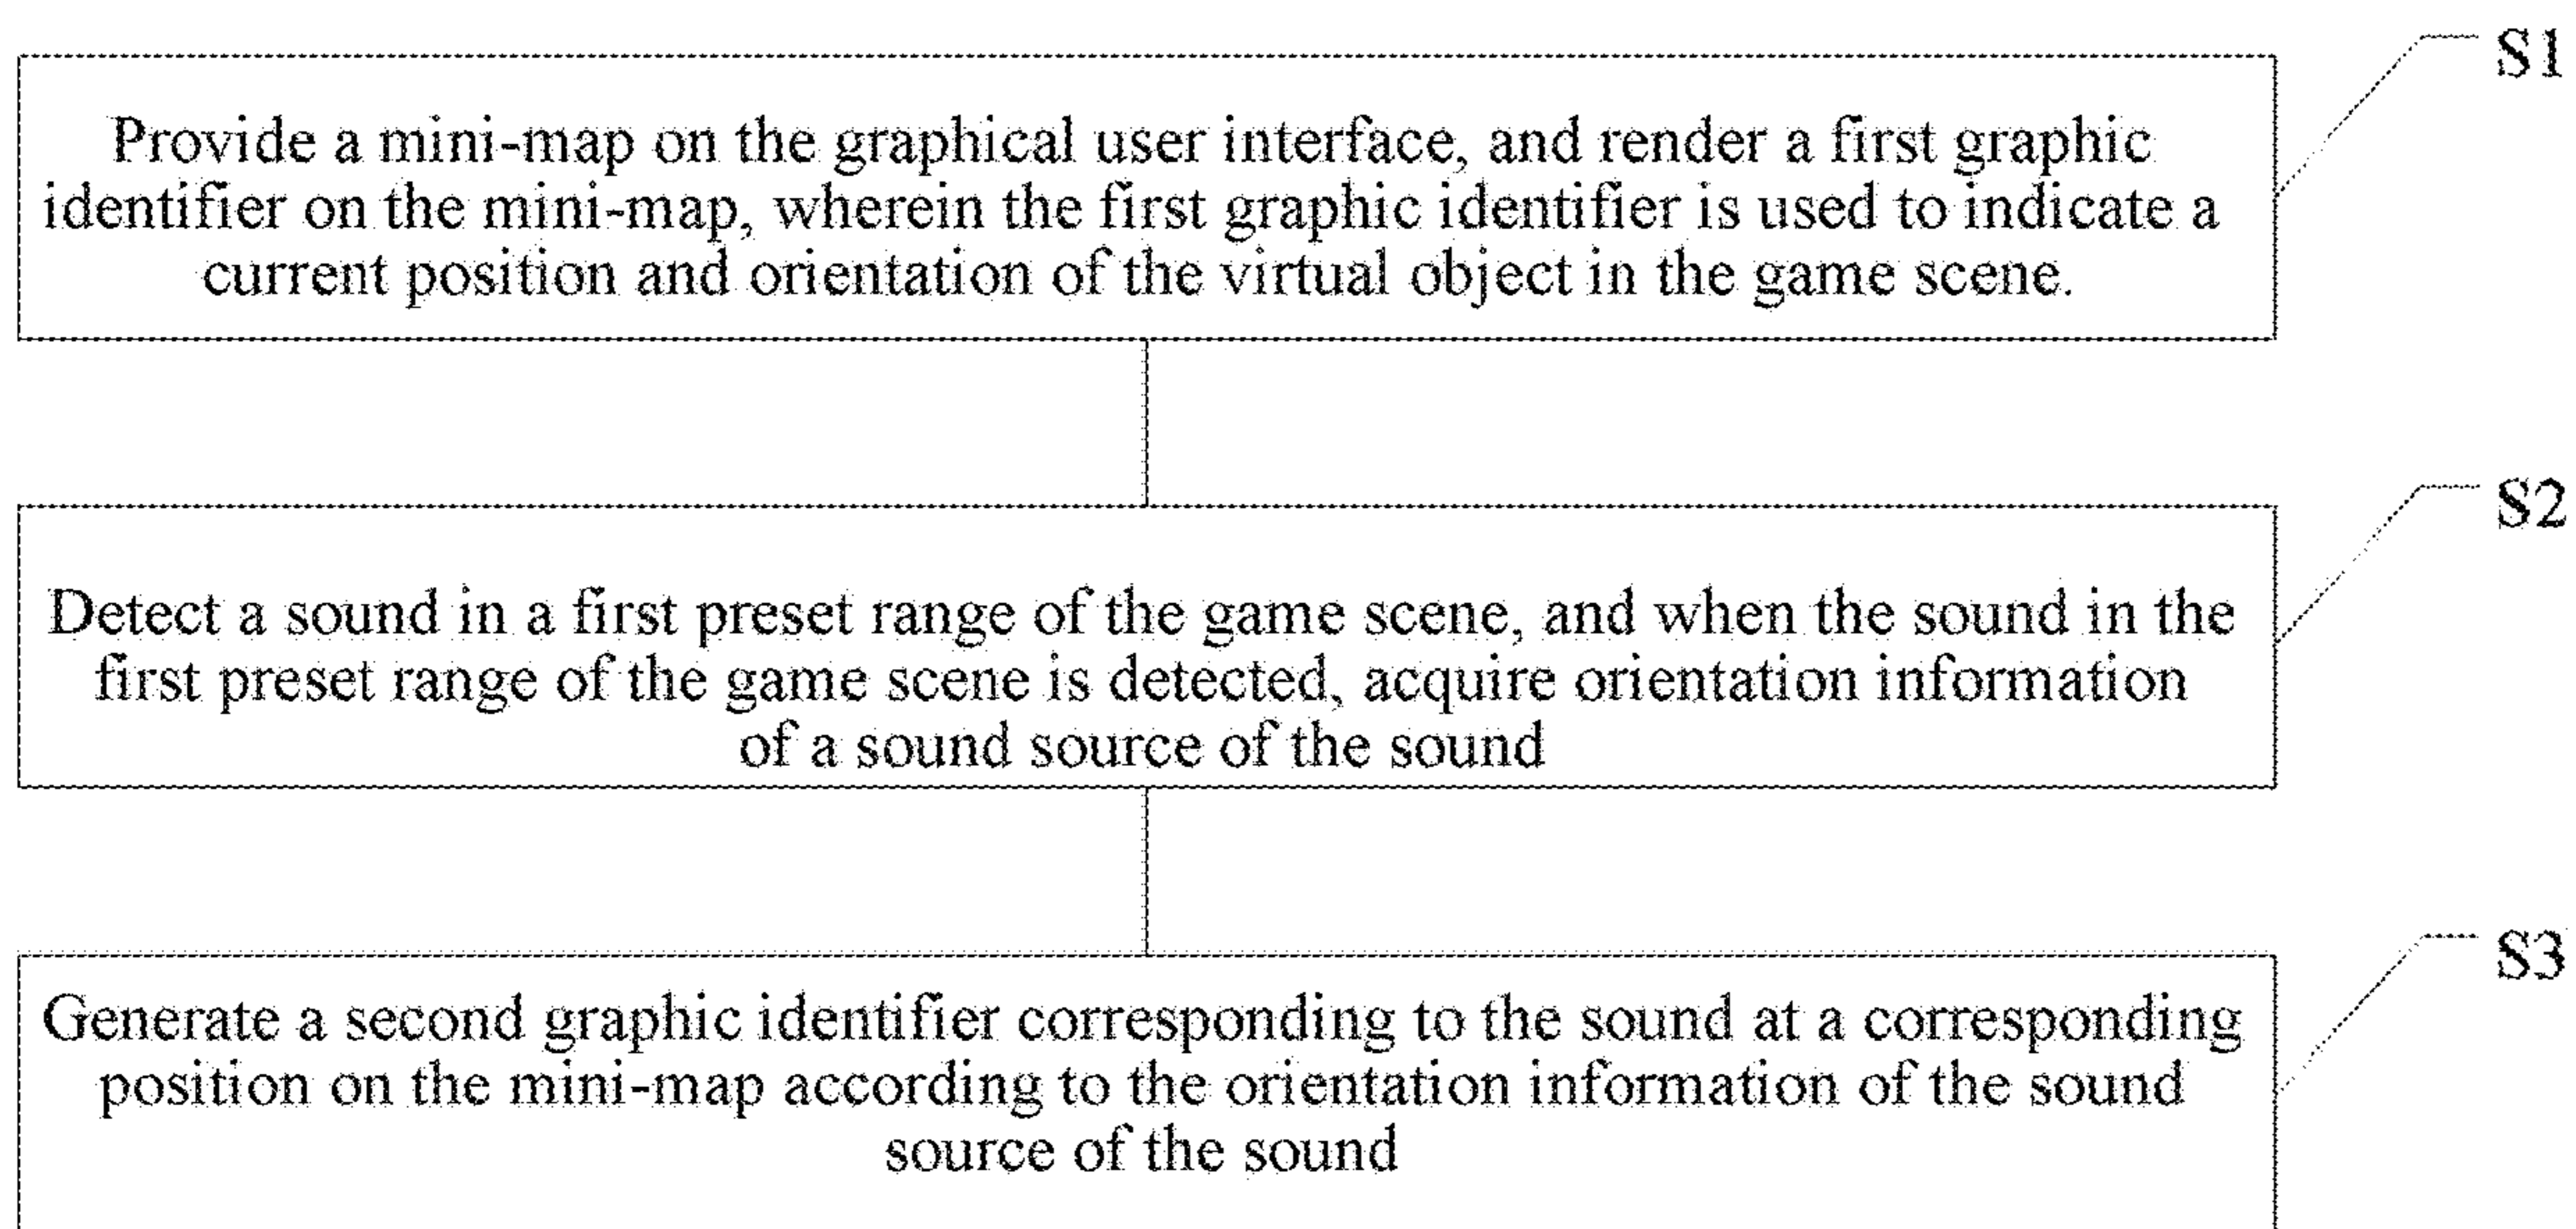 S1
Provide a mini-map on the graphical user interface, and render a first graphic
identifier on the mini-map, wherein the first graphic identifier is used to indicate a
current position and orientation of the virtual object in the game scene.
S2
Detect a sound in a first preset range of the game scene, and when the sound in the
first preset range of the game scene is detected, acquire orientation information
of a sound source of the sound
S3
Generate a second graphic identifier corresponding to the sound at a corresponding
position on the mini-map according to the orientation information of the sound
source of the sound